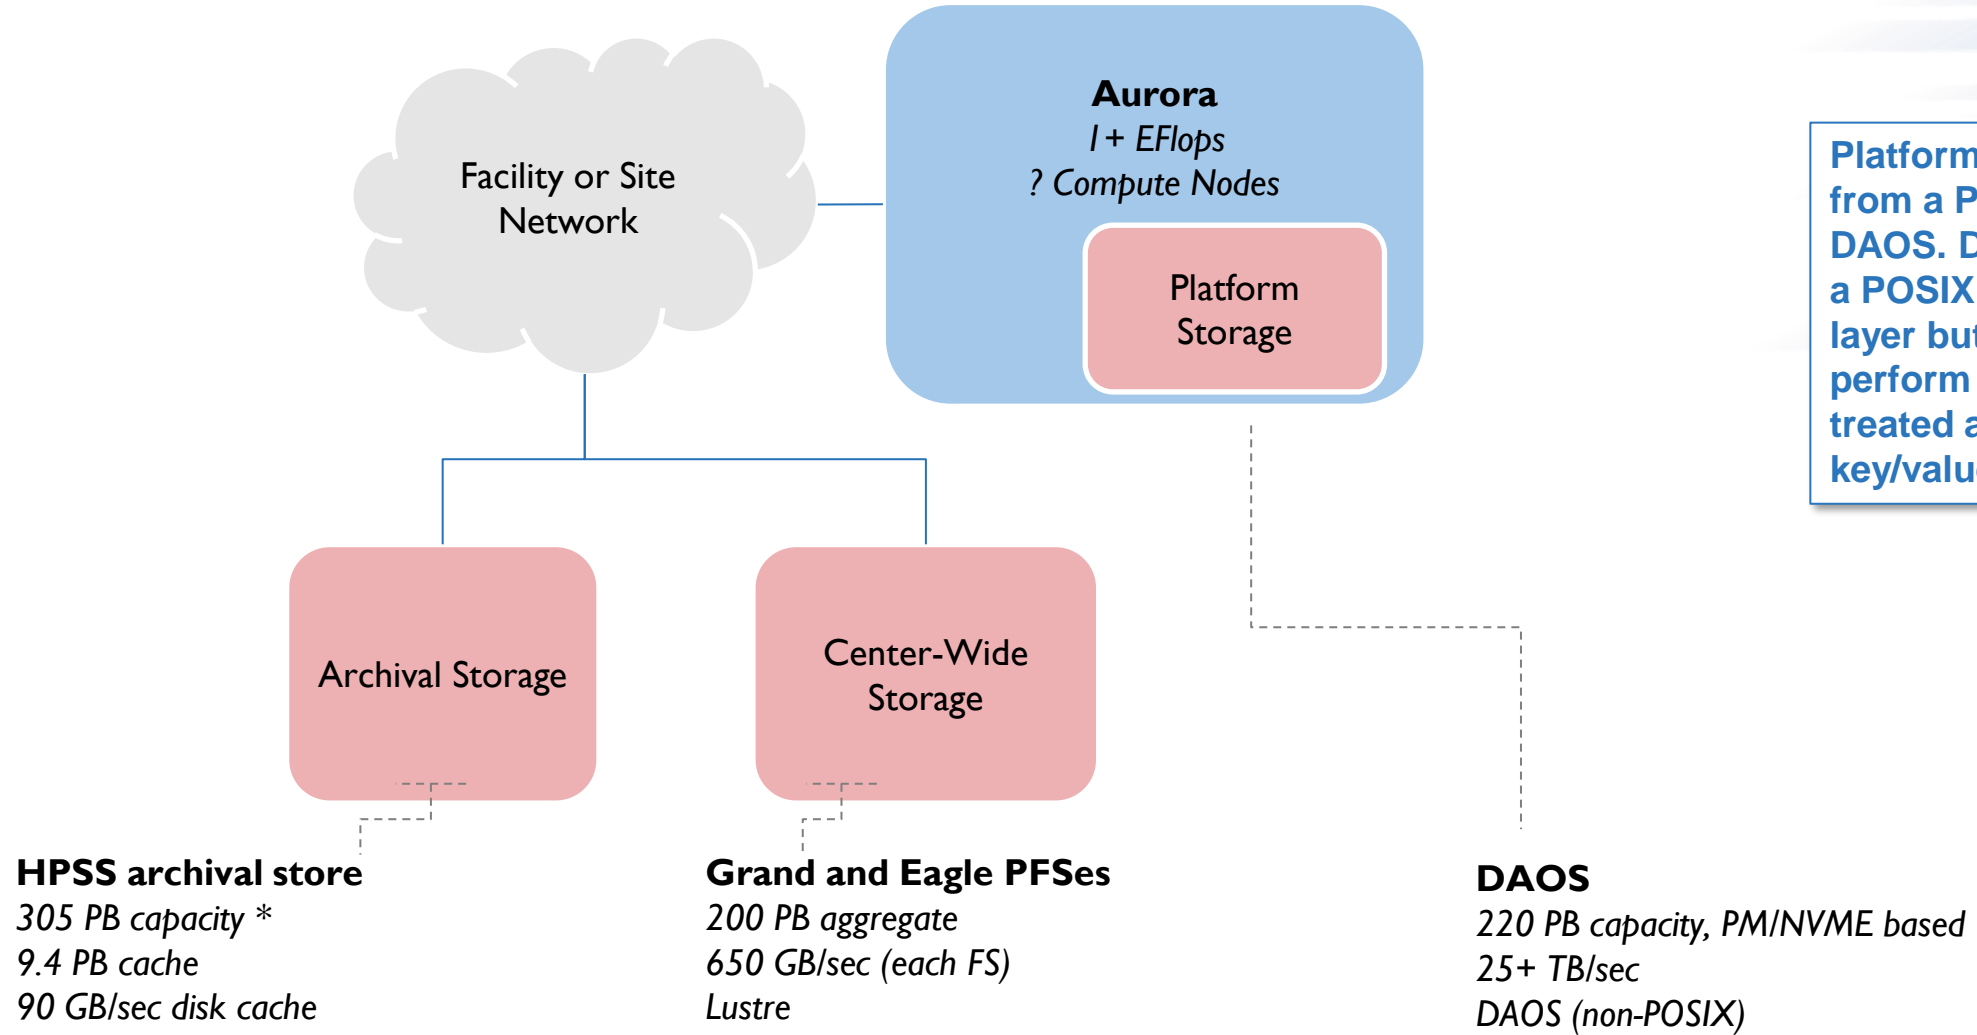 Aurora
1+ EFlops
? Compute Nodes
Facility or Site
Network
Platform
Storage
Platform
from a P
DAOS. D
a POSIX
layer but
perform
treated a
key/valu
Archival Storage
Center-Wide
Storage
HPSS archival store
305 PB capacity *
9.4 PB cache
90 GB/sec disk cache
Grand and Eagle PFSes
200 PB aggregate
650 GB/sec (each FS)
Lustre
DAOS
220 PB capacity, PM/NVME based
25+ TB/sec
DAOS (non-POSIX)